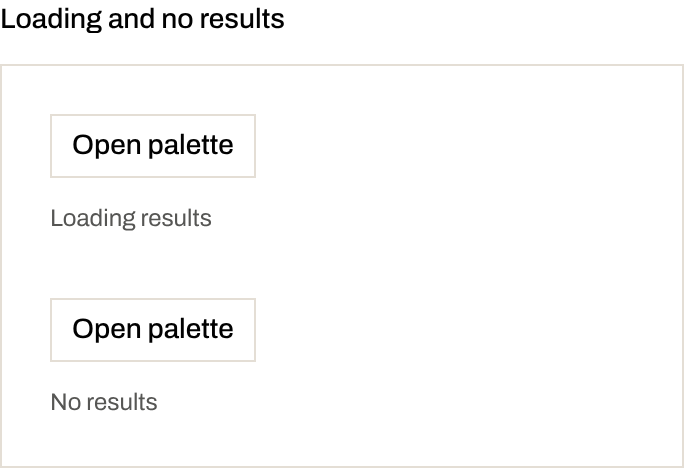 Loading and no results
Open palette
Loading results
Open palette
No results